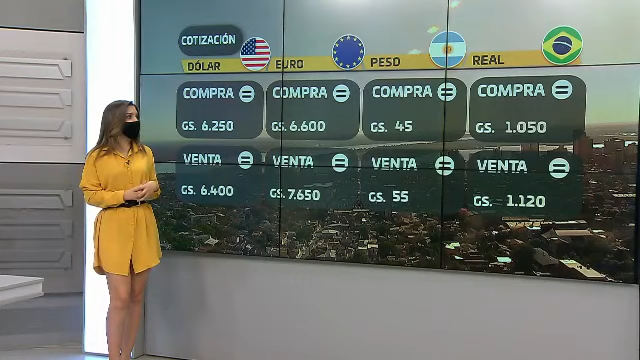 COTIZACIÓN
DÓLAR EURO PESO REAL
COMPRA COMPRA COMPRA COMPRA
GS. 6.250 GS. 6.600 GS. 45 GS. 1.050
VENTA VENTA VENTA VENTA
GS. 6.400 GS. 7.650 GS. 55 GS. 1.120